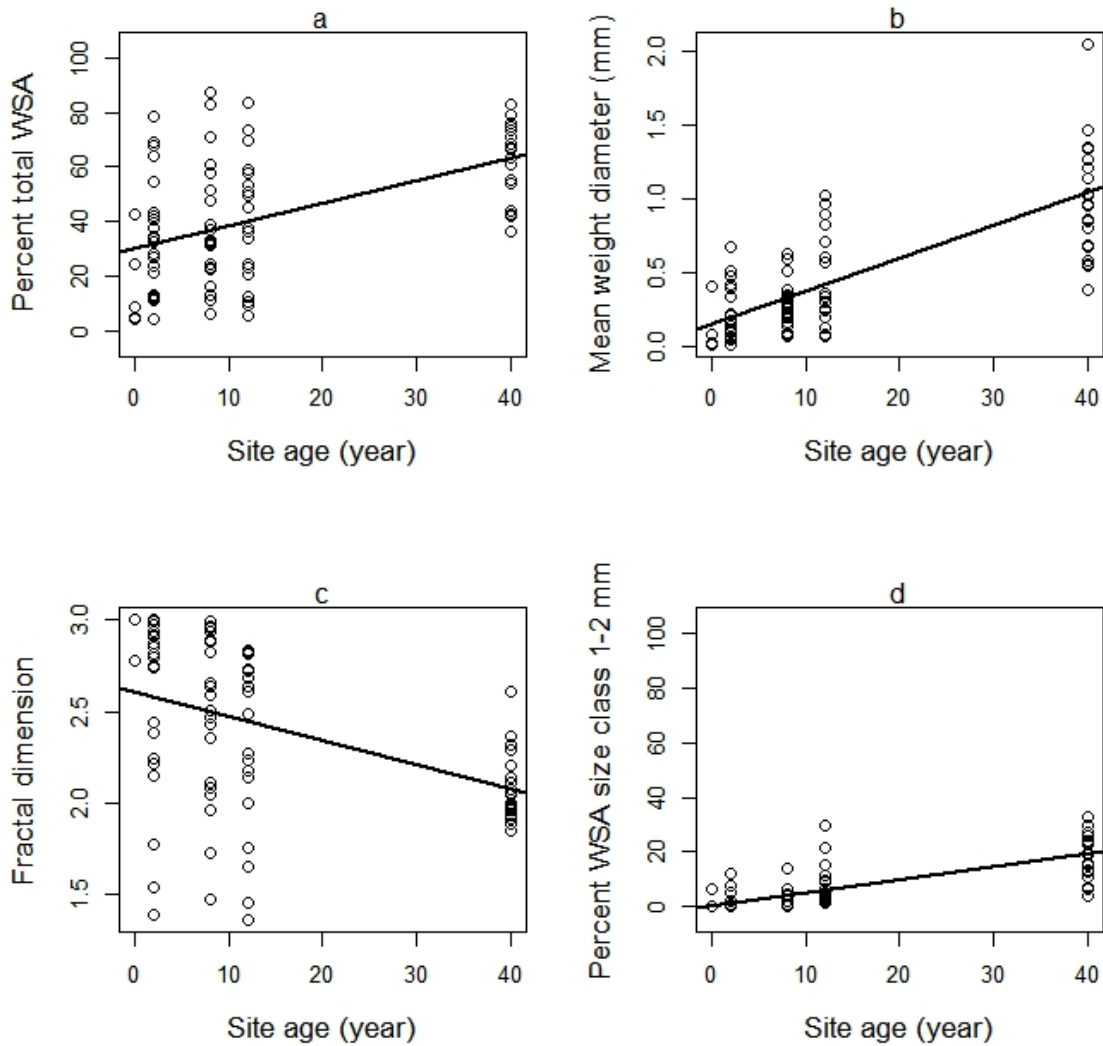 a
Percent total WSA
100
80
60
40
20
0
0 10 20 30 40
Site age (year)
b
Mean weight diameter (mm)
2.0
1.5
1.0
0.5
0.0
0 10 20 30 40
Site age (year)
c
Fractal dimension
3.0
2.5
2.0
1.5
0 10 20 30 40
Site age (year)
d
Percent WSA size class 1-2 mm
100
80
60
40
20
0
0 10 20 30 40
Site age (year)